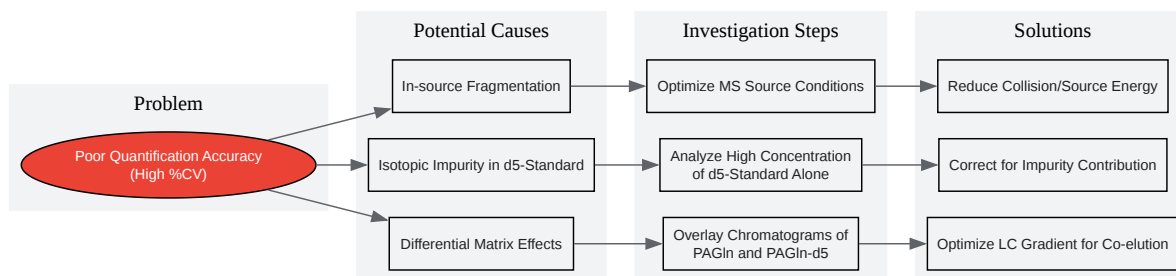 Potential Causes
Investigation Steps
Solutions
Problem
In-source Fragmentation
Optimize MS Source Conditions
Reduce Collision/Source Energy
Poor Quantification Accuracy
(High %CV)
Isotopic Impurity in d5-Standard
Analyze High Concentration
of d5-Standard Alone
Correct for Impurity Contribution
Differential Matrix Effects
Overlay Chromatograms of
PAGln and PAGln-d5
Optimize LC Gradient for Co-elution